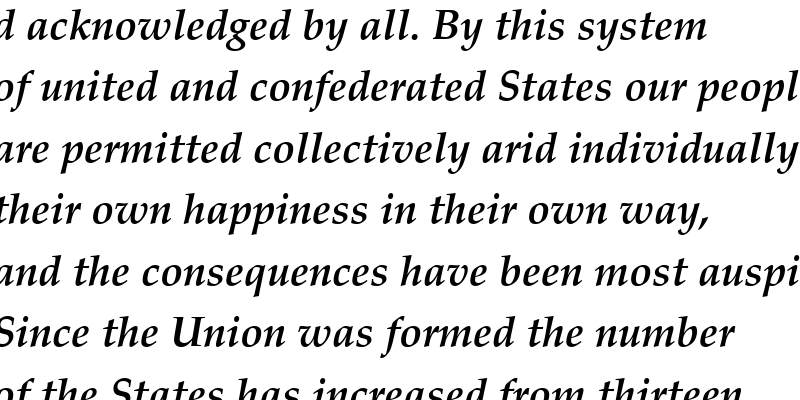 d acknowledged by all. By this system
of united and confederated States our peopl
are permitted collectively arid individually
their own happiness in their own way,
and the consequences have been most auspi
Since the Union was formed the number
of the States has increased from thirteen